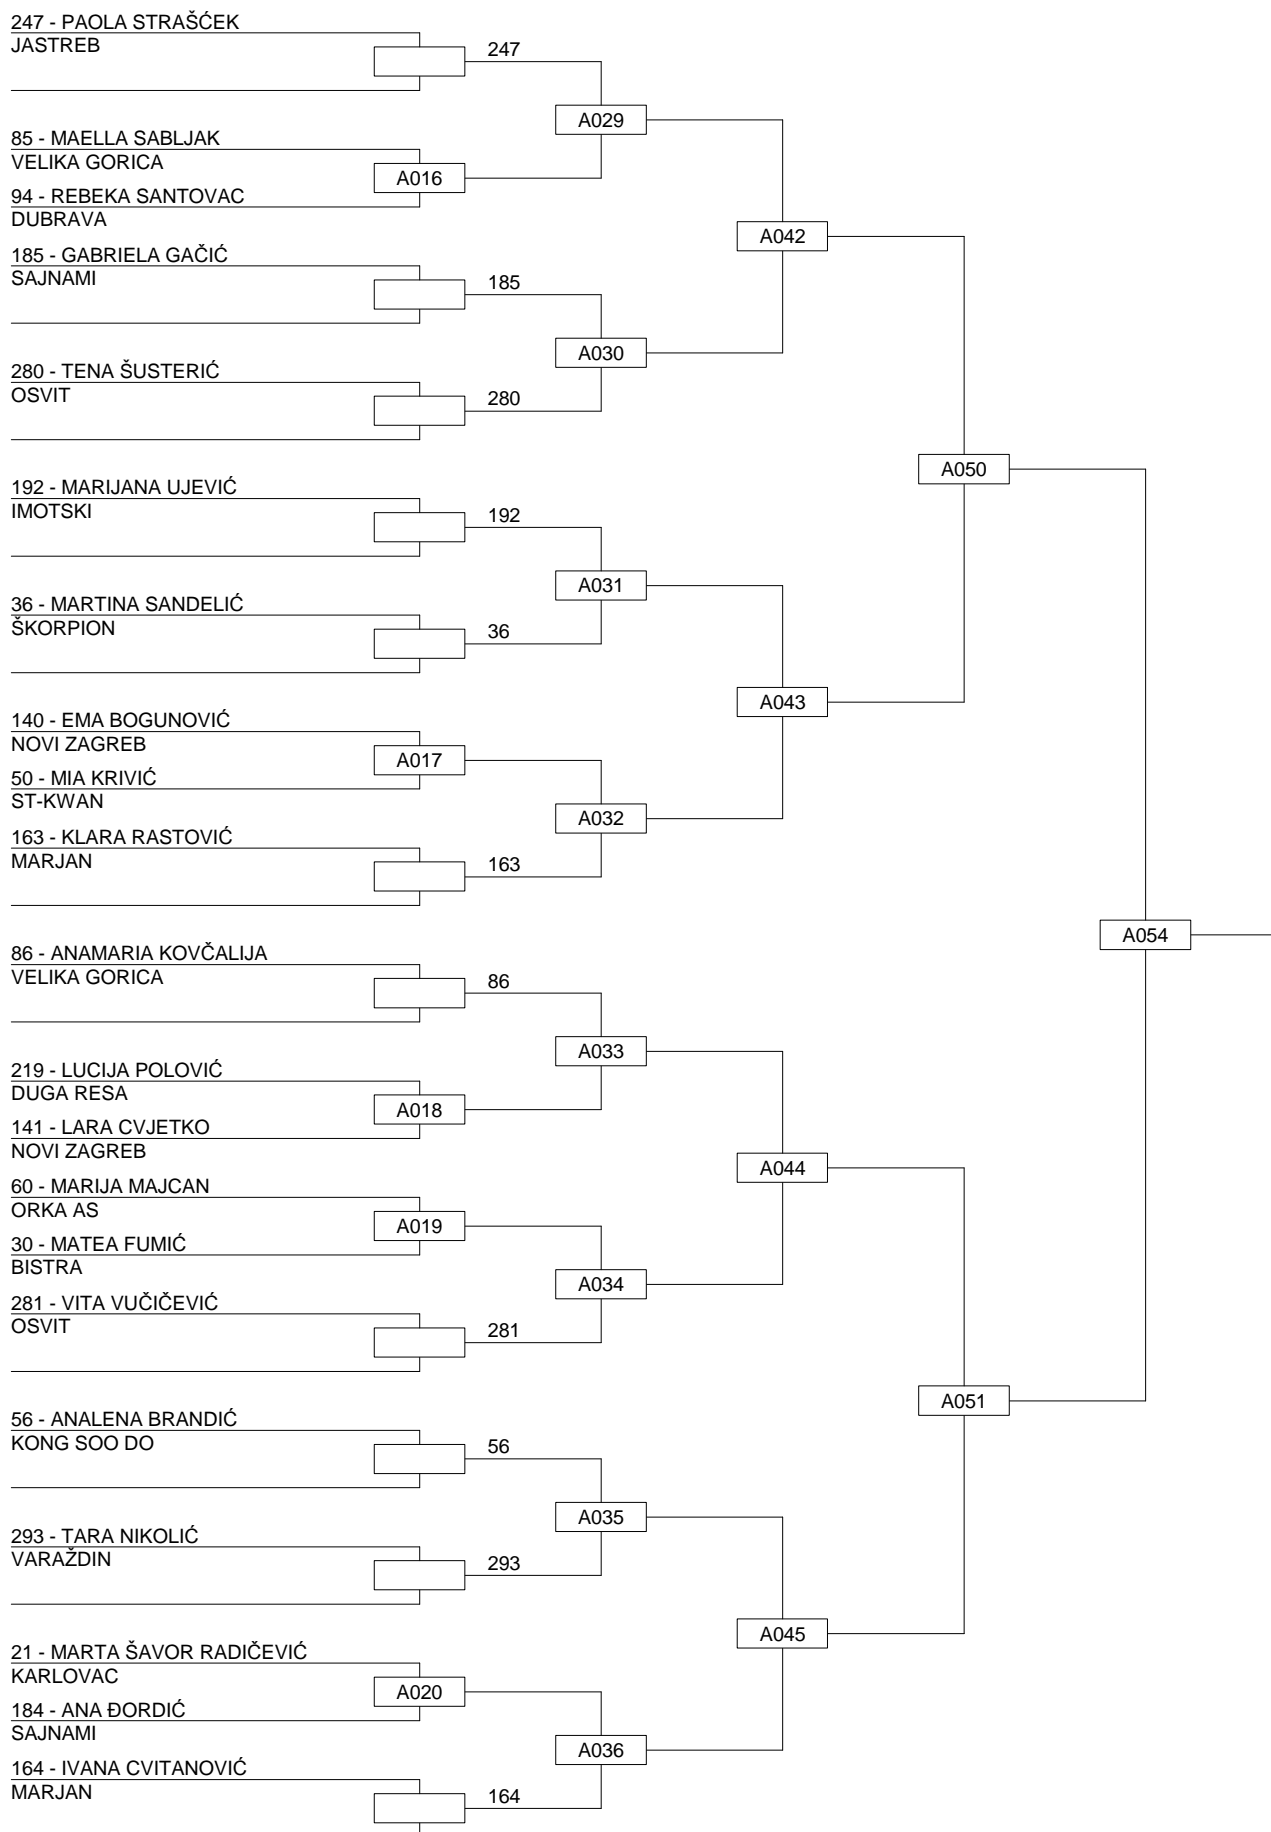 247 - PAOLA STRAŠĆEK
JASTREB
247
A029
85 - MAELLA SABLJAK
VELIKA GORICA
A016
94 - REBEKA SANTOVAC
DUBRAVA
A042
185 - GABRIELA GAČIĆ
SAJNAMI
185
A030
280 - TENA ŠUSTERIĆ
OSVIT
280
A050
192 - MARIJANA UJEVIĆ
IMOTSKI
192
A031
36 - MARTINA SANDELIĆ
ŠKORPION
36
A043
140 - EMA BOGUNOVIĆ
NOVI ZAGREB
A017
50 - MIA KRIVIĆ
ST-KWAN
A032
163 - KLARA RASTOVIĆ
MARJAN
163
A054
86 - ANAMARIA KOVČALIJA
VELIKA GORICA
86
A033
219 - LUCIJA POLOVIĆ
DUGA RESA
A018
141 - LARA CVJETKO
NOVI ZAGREB
A044
60 - MARIJA MAJCAN
ORKA AS
A019
30 - MATEA FUMIĆ
BISTRA
A034
281 - VITA VUČIČEVIĆ
OSVIT
281
A051
56 - ANALENA BRANDIĆ
KONG SOO DO
56
A035
293 - TARA NIKOLIĆ
VARAŽDIN
293
A045
21 - MARTA ŠAVOR RADIČEVIĆ
KARLOVAC
A020
184 - ANA ĐORDIĆ
SAJNAMI
A036
164 - IVANA CVITANOVIĆ
MARJAN
164